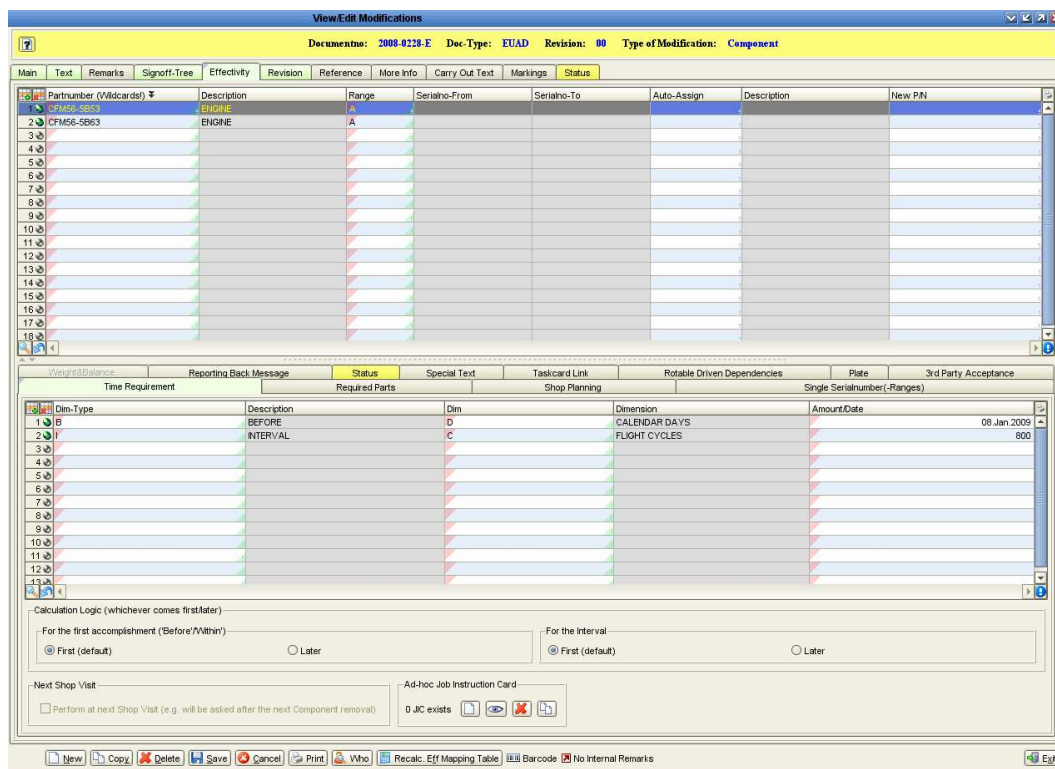 View/Edit Modifications
Documentno: 2008-0228-E Doc-Type: EUAD Revision: 00 Type of Modification: Component
Main Text Remarks Signoff-Tree Effectivity Revision Reference More Info Carry Out Text Markings Status
Partnumber (Wildcards!) Description Range Serialno-From Serialno-To Auto-Assign Description New P/N
1 CFM56-5B53 ENGINE A
2 CFM56-5B63 ENGINE A
3
4
5
6
7
8
9
10
11
12
13
14
15
16
17
18
Weight&Balance Reporting Back Message Status Special Text Taskcard Link Rotable Driven Dependencies Plate 3rd Party Acceptance
Time Requirement Required Parts Shop Planning Single Serialnumber(-Ranges)
Dim-Type Description Dim Dimension Amount/Date
1 B BEFORE D CALENDAR DAYS 08.Jan.2009
2 I INTERVAL C FLIGHT CYCLES 800
3
4
5
6
7
8
9
10
11
12
13
Calculation Logic (whichever comes first/later)
For the first accomplishment ('Before'/'Within') For the Interval
First (default) Later First (default) Later
Next Shop Visit Ad-hoc Job Instruction Card
Perform at next Shop Visit (e.g. will be asked after the next Component removal) 0 JIC exists
New Copy Delete Save Cancel Print Who Recalc. Eff Mapping Table Barcode No Internal Remarks Exi